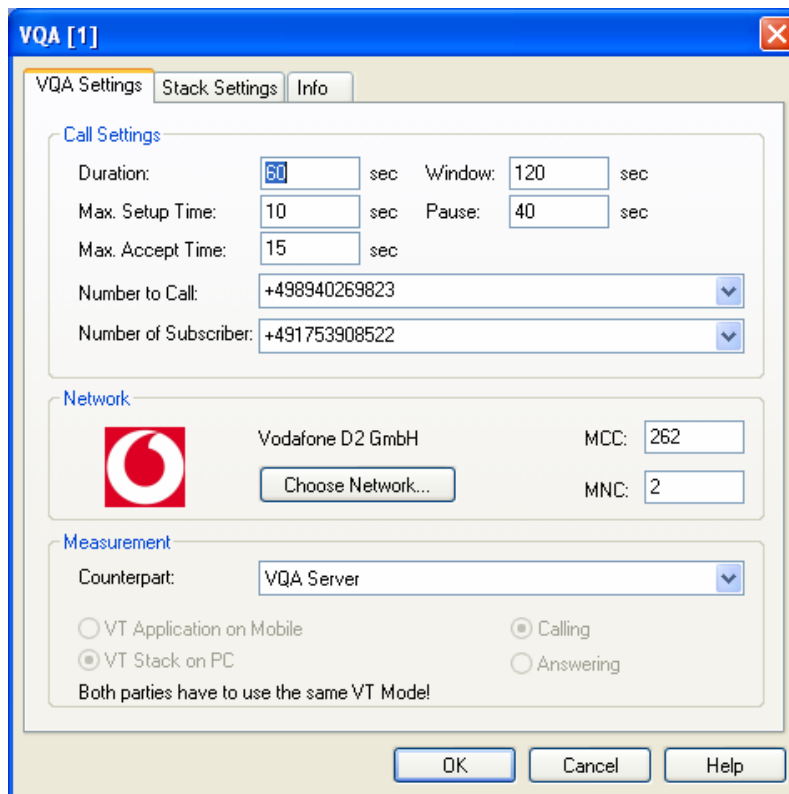 VQA [1]
VQA Settings Stack Settings Info
Call Settings
Duration: 60 sec Window: 120 sec
Max. Setup Time: 10 sec Pause: 40 sec
Max. Accept Time: 15 sec
Number to Call: +498940269823
Number of Subscriber: +491753908522
Network
Vodafone D2 GmbH MCC: 262
Choose Network... MNC: 2
Measurement
Counterpart: VQA Server
VT Application on Mobile Calling
VT Stack on PC Answering
Both parties have to use the same VT Mode!
OK Cancel Help